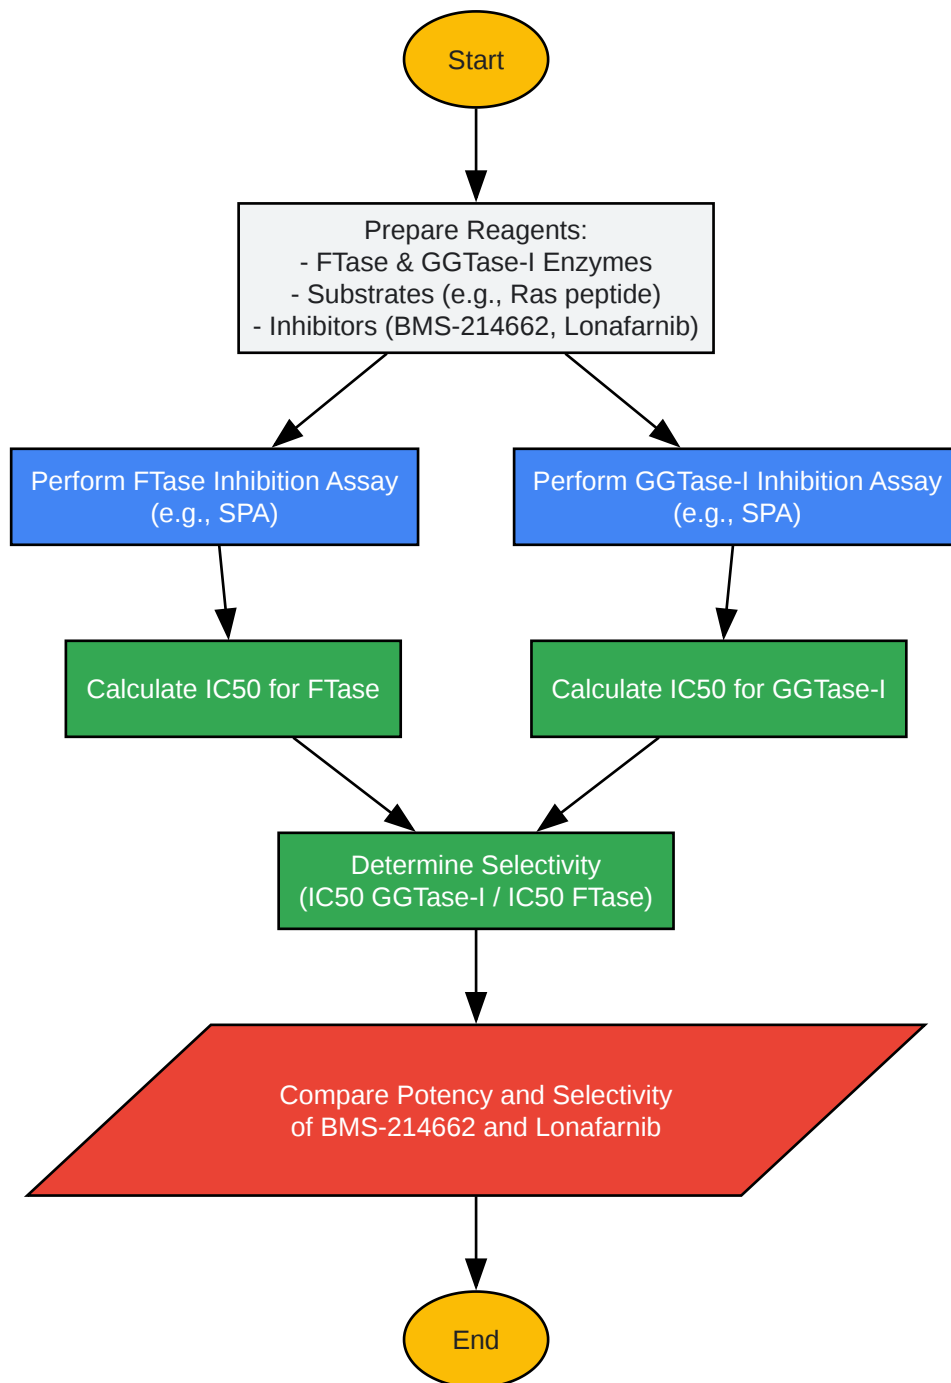 Start
Prepare Reagents:
- FTase & GGTase-I Enzymes
- Substrates (e.g., Ras peptide)
- Inhibitors (BMS-214662, Lonafarnib)
Perform FTase Inhibition Assay
(e.g., SPA)
Perform GGTase-I Inhibition Assay
(e.g., SPA)
Calculate IC50 for FTase
Calculate IC50 for GGTase-I
Determine Selectivity
(IC50 GGTase-I / IC50 FTase)
Compare Potency and Selectivity
of BMS-214662 and Lonafarnib
End